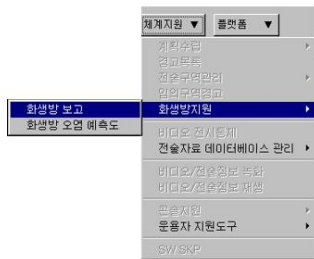 체계지원 ▼ 플랫폼 ▼
계획수립
경고목록
전술구역관리
임의구역경고
화생방지원
화생방 보고
화생방 오염 예측도
비디오 전시통제
전술자료 데이터베이스 관리
비디오/전술정보 녹화
비디오/전술정보 재생
운용자 지원도구
SW SKP